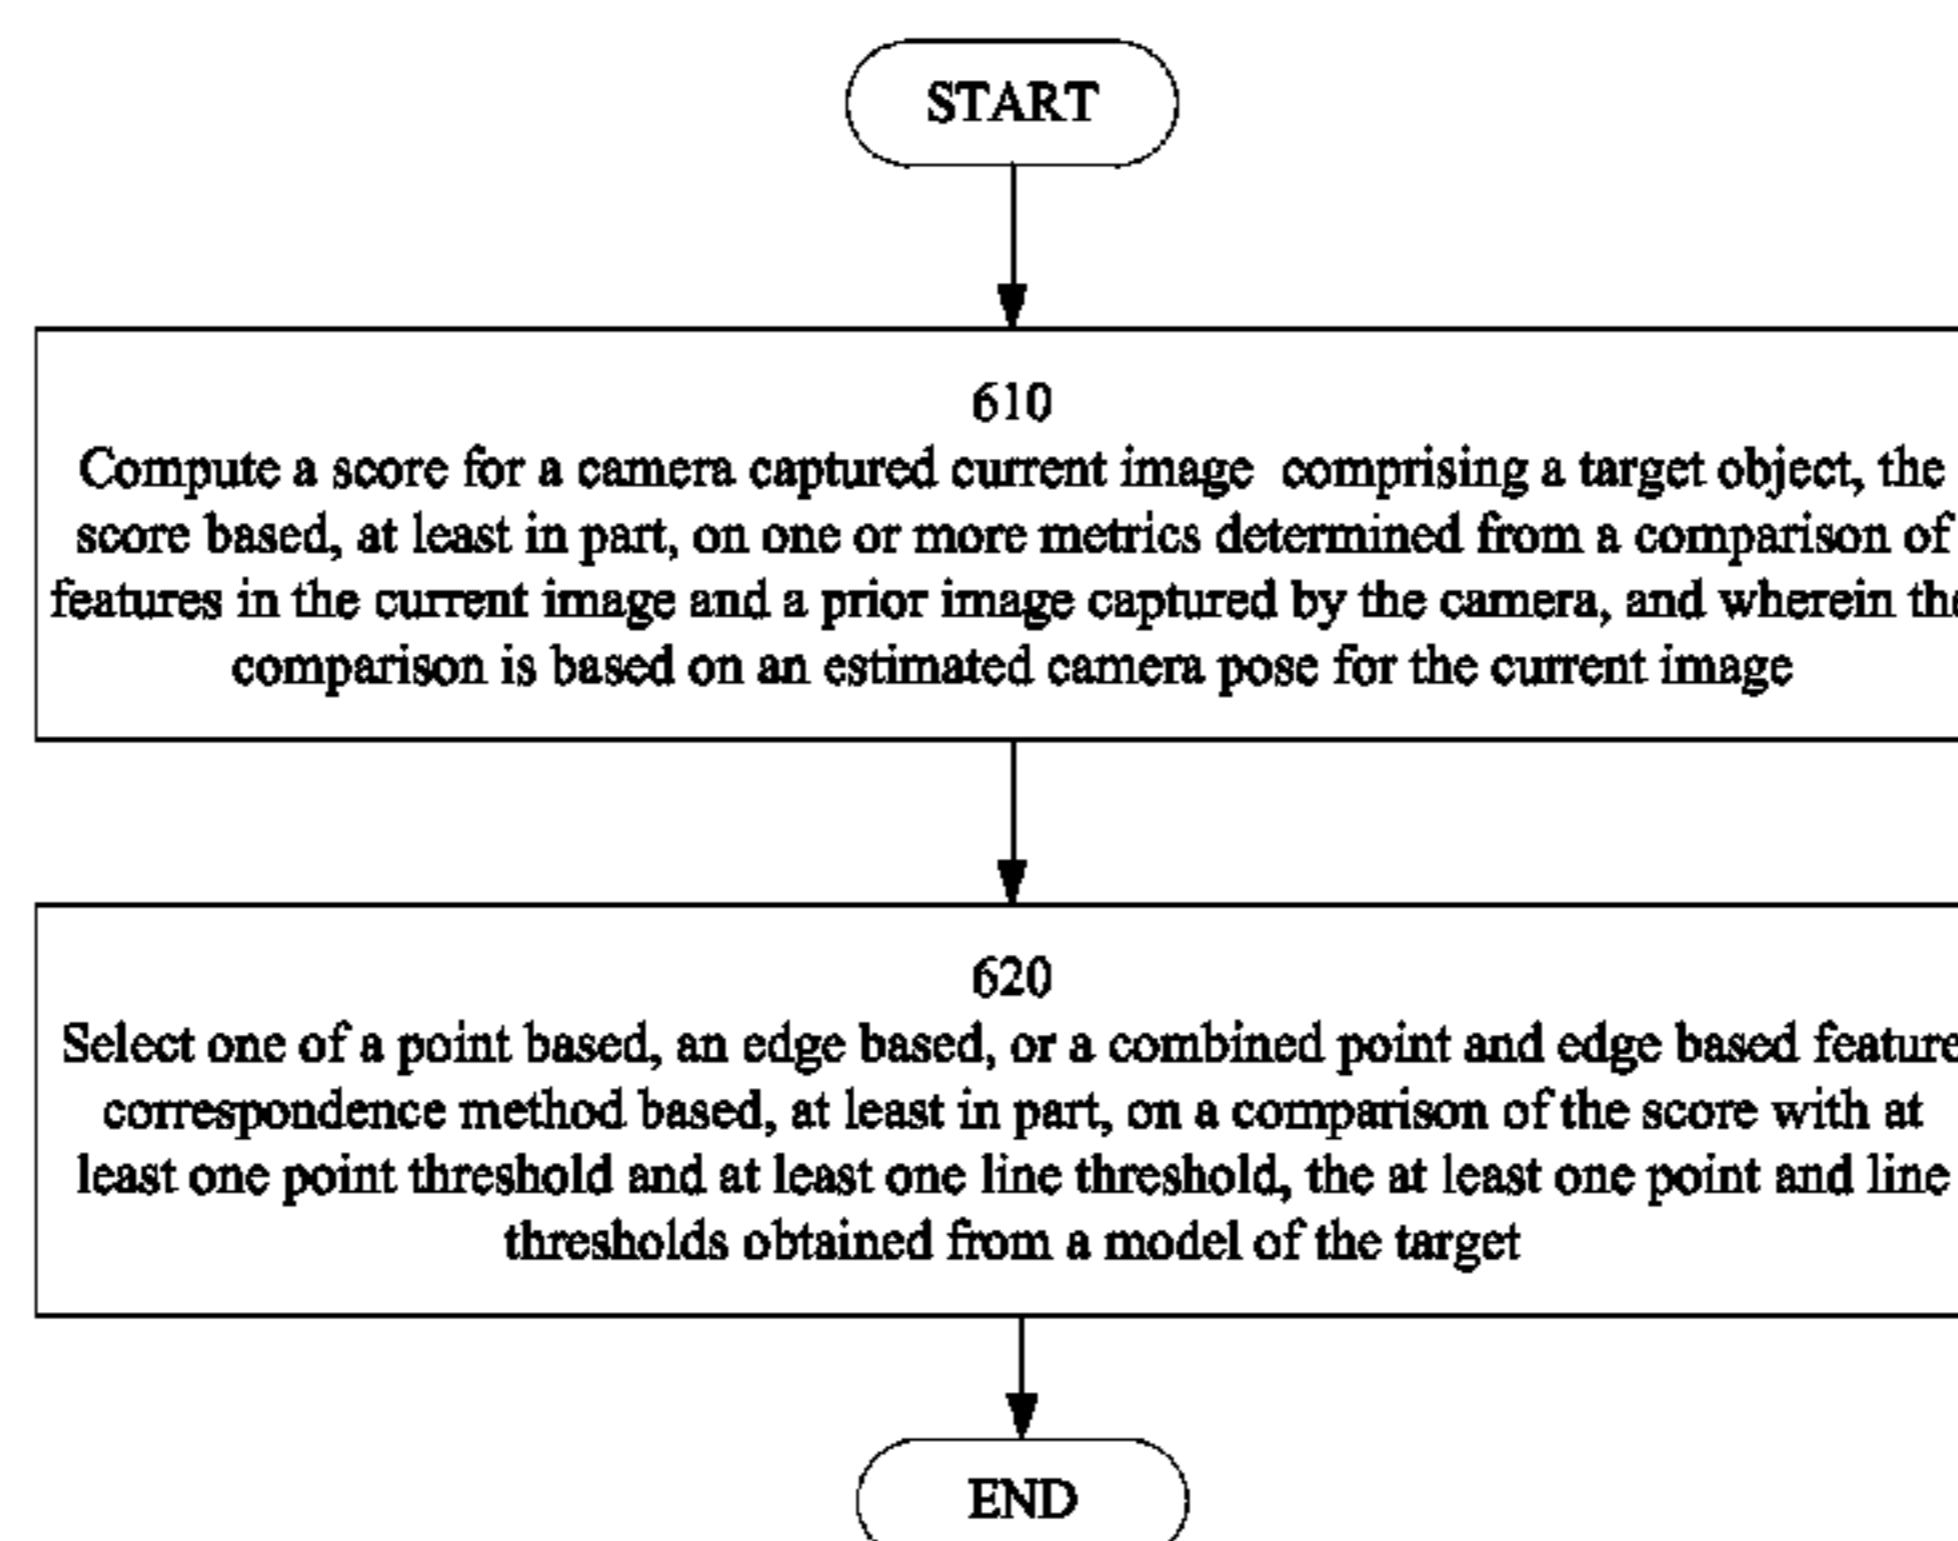 START
610
Compute a score for a camera captured current image comprising a target object, the
score based, at least in part, on one or more metrics determined from a comparison of
features in the current image and a prior image captured by the camera, and wherein the
comparison is based on an estimated camera pose for the current image
620
Select one of a point based, an edge based, or a combined point and edge based feature
correspondence method based, at least in part, on a comparison of the score with at
least one point threshold and at least one line threshold, the at least one point and line
thresholds obtained from a model of the target
END